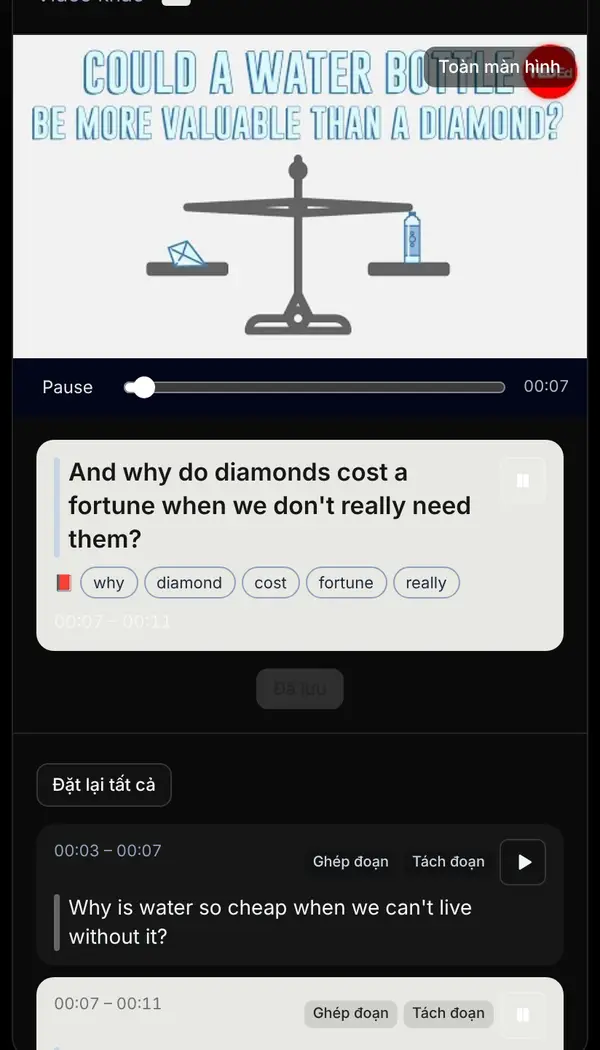 Video khác
COULD A WATER BOTTLE
Toàn màn hình
BE MORE VALUABLE THAN A DIAMOND?
Pause
00:07
And why do diamonds cost a
fortune when we don't really need
them?
why diamond cost fortune really
00:07 – 00:11
Đã lưu
Đặt lại tất cả
00:03 – 00:07
Ghép đoạn Tách đoạn
Why is water so cheap when we can't live
without it?
00:07 – 00:11
Ghép đoạn Tách đoạn